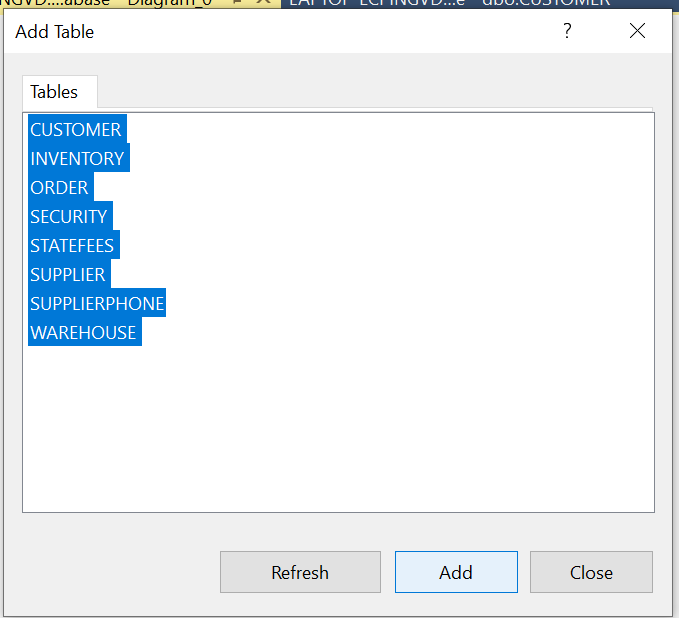 Add Table
?
Tables
CUSTOMER
INVENTORY
ORDER
SECURITY
STATEFEES
SUPPLIER
SUPPLIERPHONE
WAREHOUSE
Refresh
Add
Close